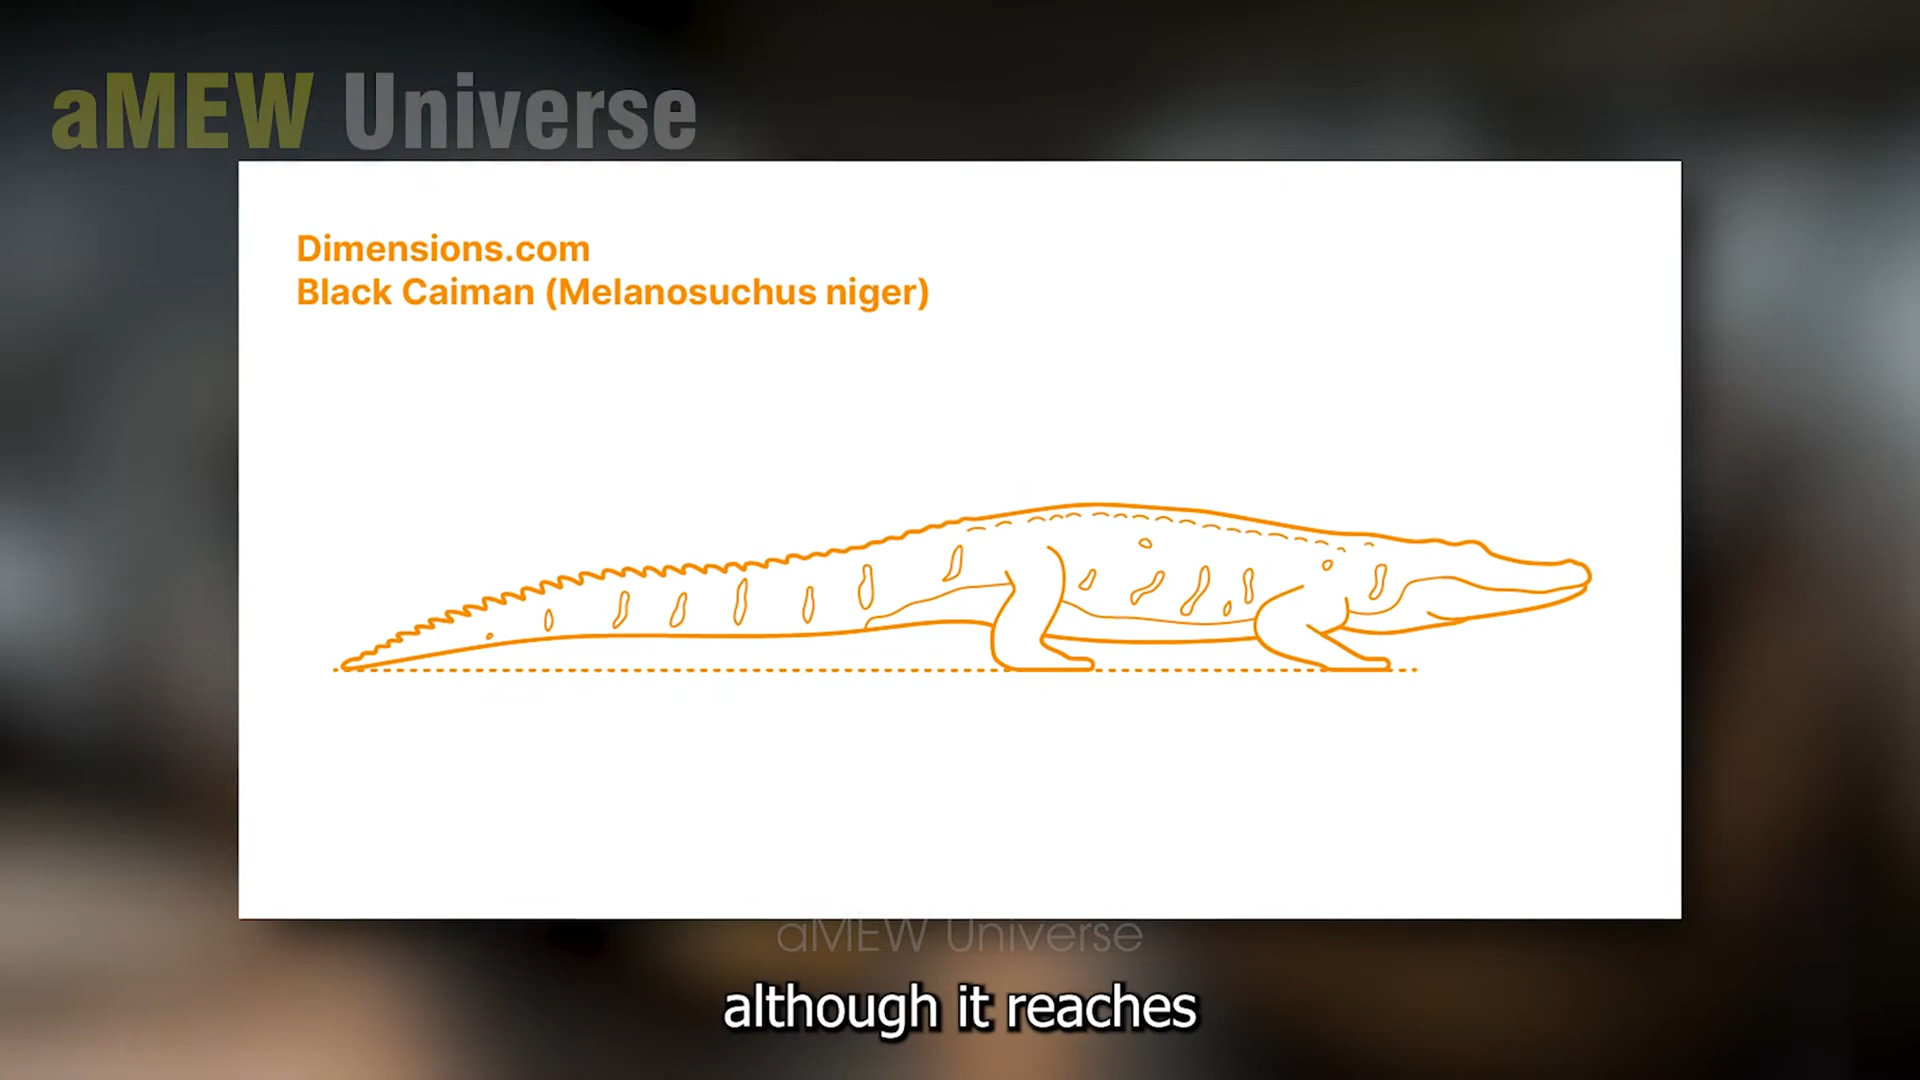 aMEW Universe
Dimensions.com
Black Caiman (Melanosuchus niger)
aMEW Universe
although it reaches